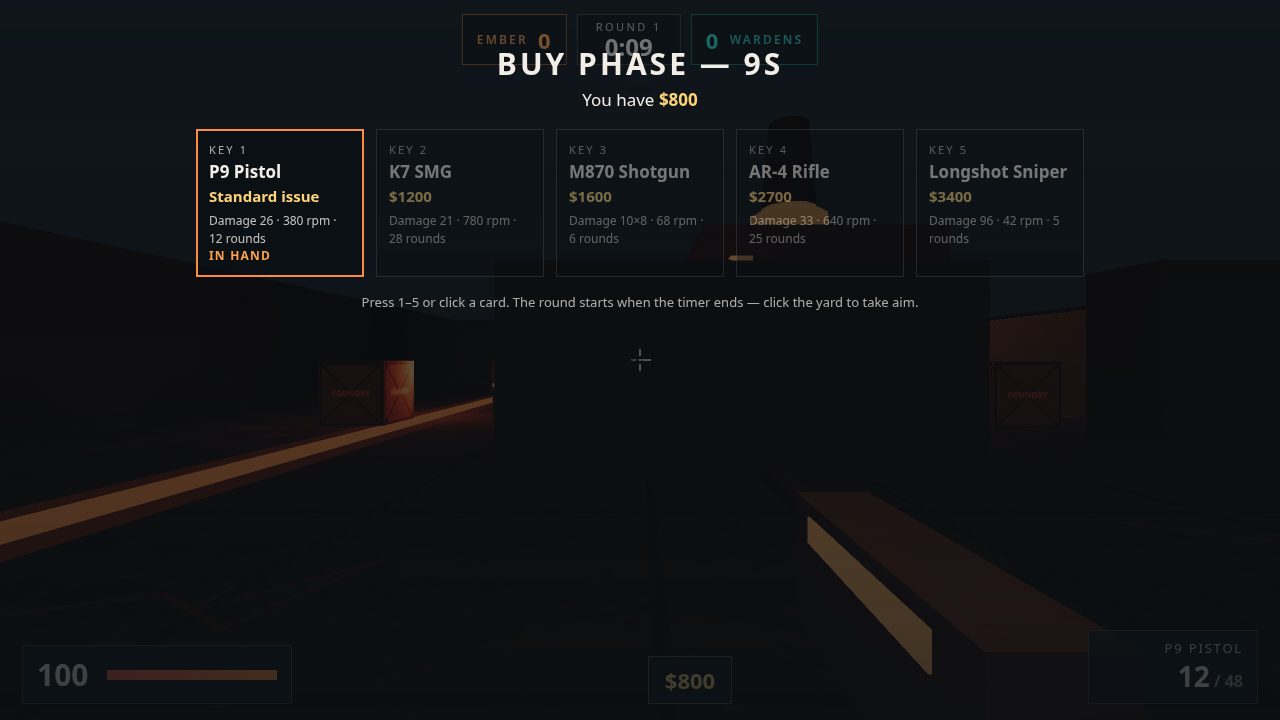 EMBER 0
ROUND 1
0:09
0 WARDENS
BUY PHASE — 9S
You have $800
KEY 1
P9 Pistol
Standard issue
Damage 26 · 380 rpm ·
12 rounds
IN HAND
KEY 2
K7 SMG
$1200
Damage 21 · 780 rpm ·
28 rounds
KEY 3
M870 Shotgun
$1600
Damage 10×8 · 68 rpm ·
6 rounds
KEY 4
AR-4 Rifle
$2700
Damage 33 · 640 rpm ·
25 rounds
KEY 5
Longshot Sniper
$3400
Damage 96 · 42 rpm · 5
rounds
Press 1–5 or click a card. The round starts when the timer ends — click the yard to take aim.
FOUNDRY
FOUNDRY
100
$800
P9 PISTOL
12 / 48